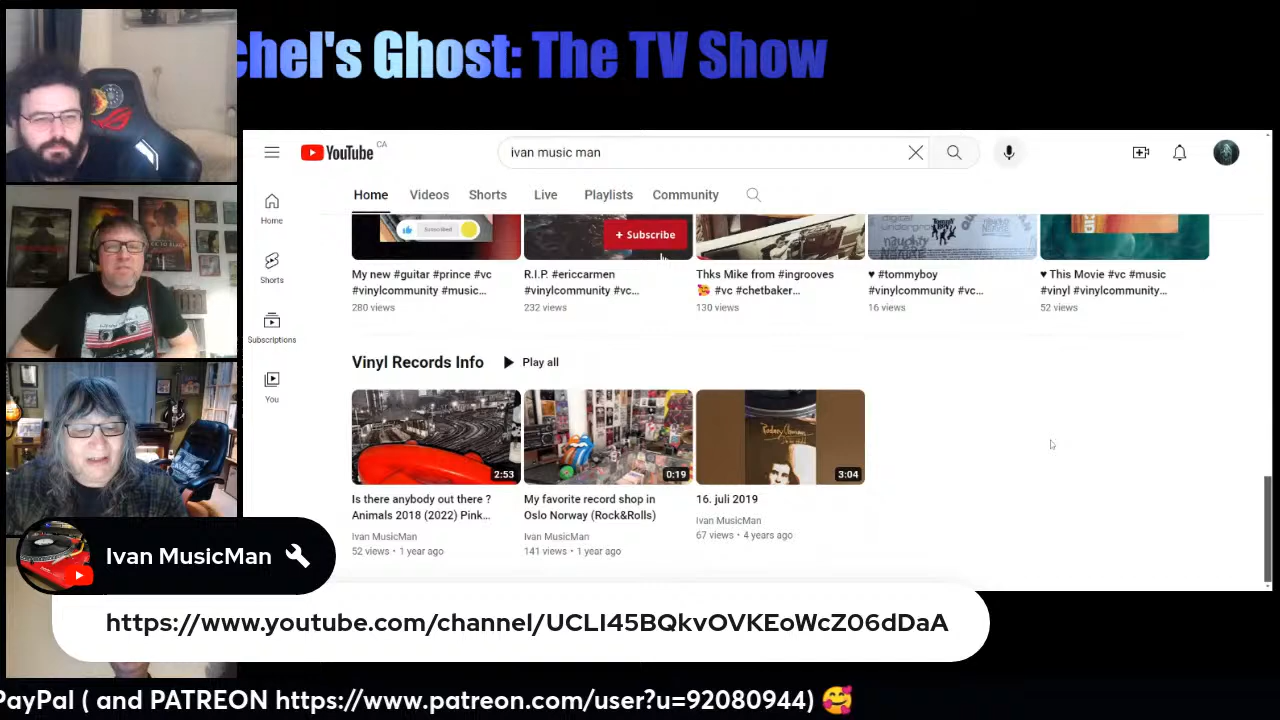 chel's Ghost: The TV Show
YouTube CA
ivan music man
Home Videos Shorts Live Playlists Community
Home
Shorts
Subscriptions
You
Subscribed
+ Subscribe
My new #guitar #prince #vc
#vinylcommunity #music...
280 views
R.I.P. #ericcarmen
#vinylcommunity #vc...
232 views
Thks Mike from #ingrooves
🥰 #vc #chetbaker...
130 views
♥ #tommyboy
#vinylcommunity #vc...
16 views
♥ This Movie #vc #music
#vinyl #vinylcommunity...
52 views
Vinyl Records Info Play all
2:53
Is there anybody out there ?
Animals 2018 (2022) Pink...
Ivan MusicMan
52 views • 1 year ago
0:19
My favorite record shop in
Oslo Norway (Rock&Rolls)
Ivan MusicMan
141 views • 1 year ago
3:04
16. juli 2019
Ivan MusicMan
67 views • 4 years ago
Ivan MusicMan
https://www.youtube.com/channel/UCLI45BQkvOVKEoWcZ06dDaA
PayPal ( and PATREON https://www.patreon.com/user?u=92080944) 🥰